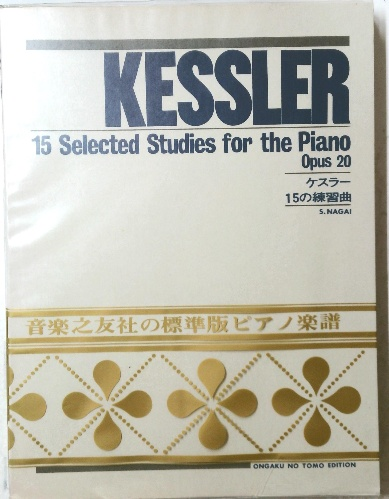 KESSLER
15 Selected Studies for the Piano
Opus 20
ケスラー
15の練習曲
S. NAGAI
音楽之友社の標準版ピアノ楽譜
ONGAKU NO TOMO EDITION